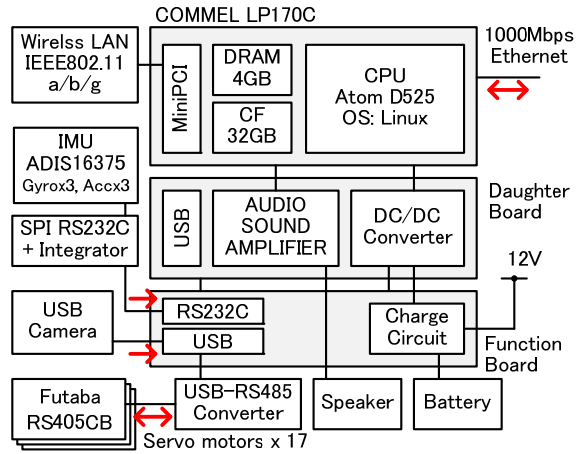 COMMEL LP170C
Wirelss LAN
IEEE802.11
a/b/g
MiniPCI
DRAM
4GB
CF
32GB
CPU
Atom D525
OS: Linux
1000Mbps
Ethernet
IMU
ADIS16375
Gyrox3, Accx3
SPI RS232C
+ Integrator
USB
AUDIO
SOUND
AMPLIFIER
DC/DC
Converter
Daughter
Board
12V
USB
Camera
RS232C
USB
Charge
Circuit
Function
Board
Futaba
RS405CB
USB-RS485
Converter
Speaker
Battery
Servo motors x 17